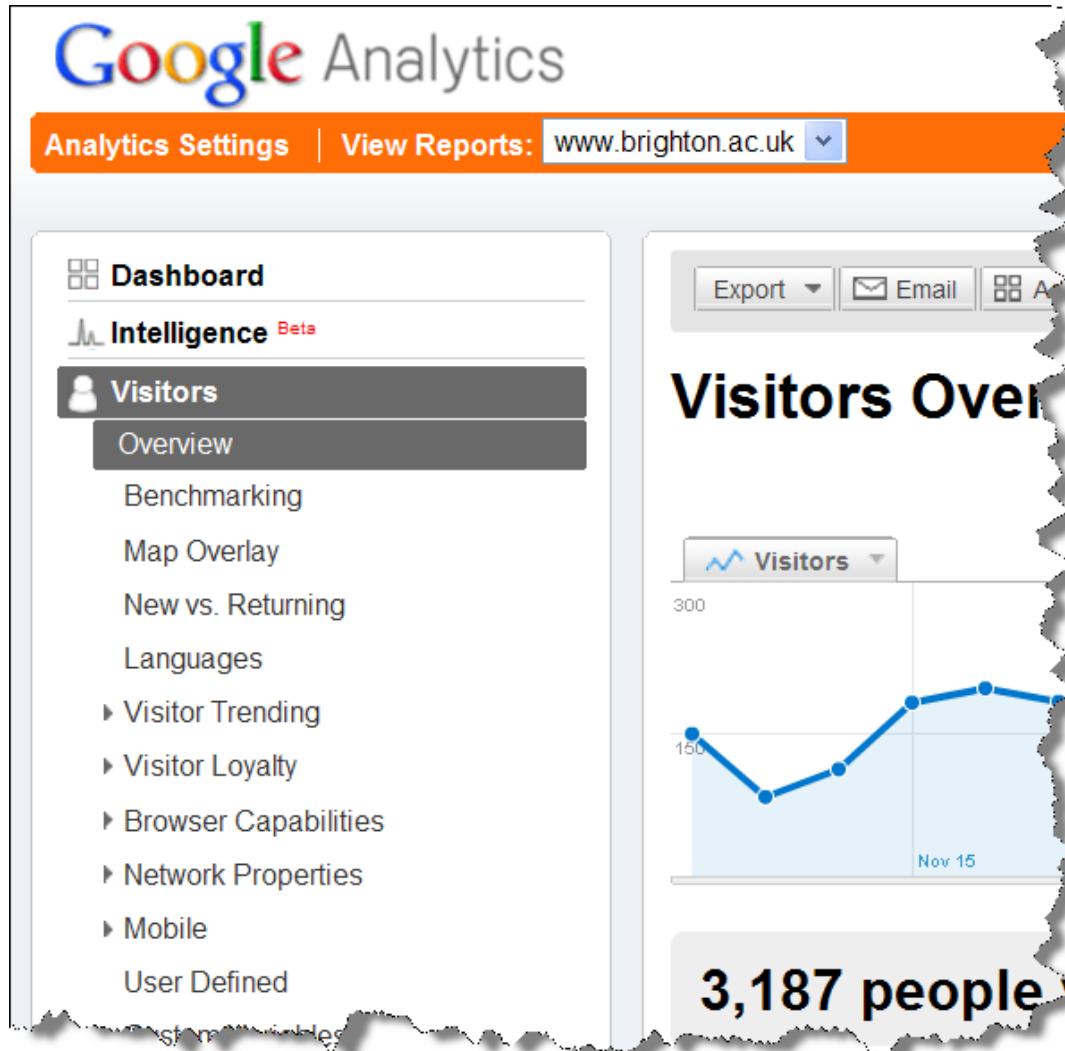 Google Analytics
Analytics Settings | View Reports: www.brighton.ac.uk
Dashboard
Intelligence Beta
Visitors
Overview
Benchmarking
Map Overlay
New vs. Returning
Languages
Visitor Trending
Visitor Loyalty
Browser Capabilities
Network Properties
Mobile
User Defined
Export
Email
Visitors
Visitors
300
150
Nov 15
3,187 people